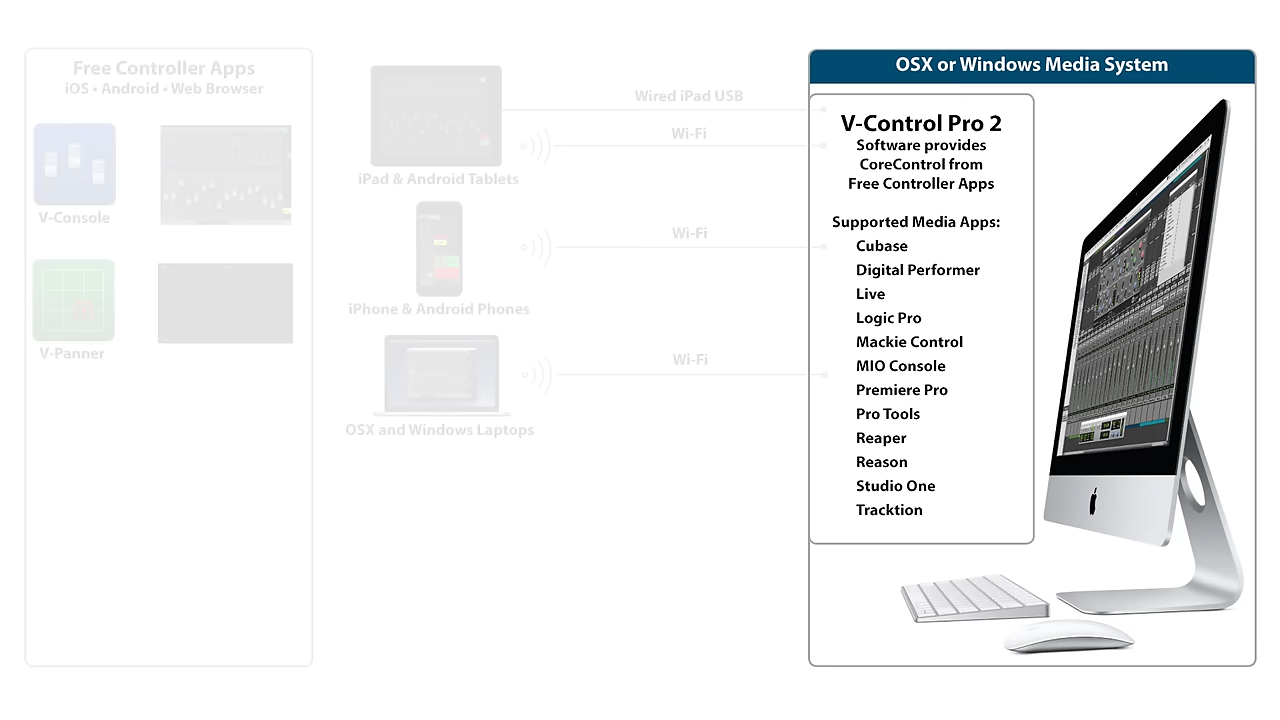 Free Controller Apps
iOS • Android • Web Browser
V-Console
V-Panner
iPad & Android Tablets
iPhone & Android Phones
OSX and Windows Laptops
Wired iPad USB
Wi-Fi
Wi-Fi
Wi-Fi
OSX or Windows Media System
V-Control Pro 2
Software provides
CoreControl from
Free Controller Apps
Supported Media Apps:
Cubase
Digital Performer
Live
Logic Pro
Mackie Control
MIO Console
Premiere Pro
Pro Tools
Reaper
Reason
Studio One
Tracktion